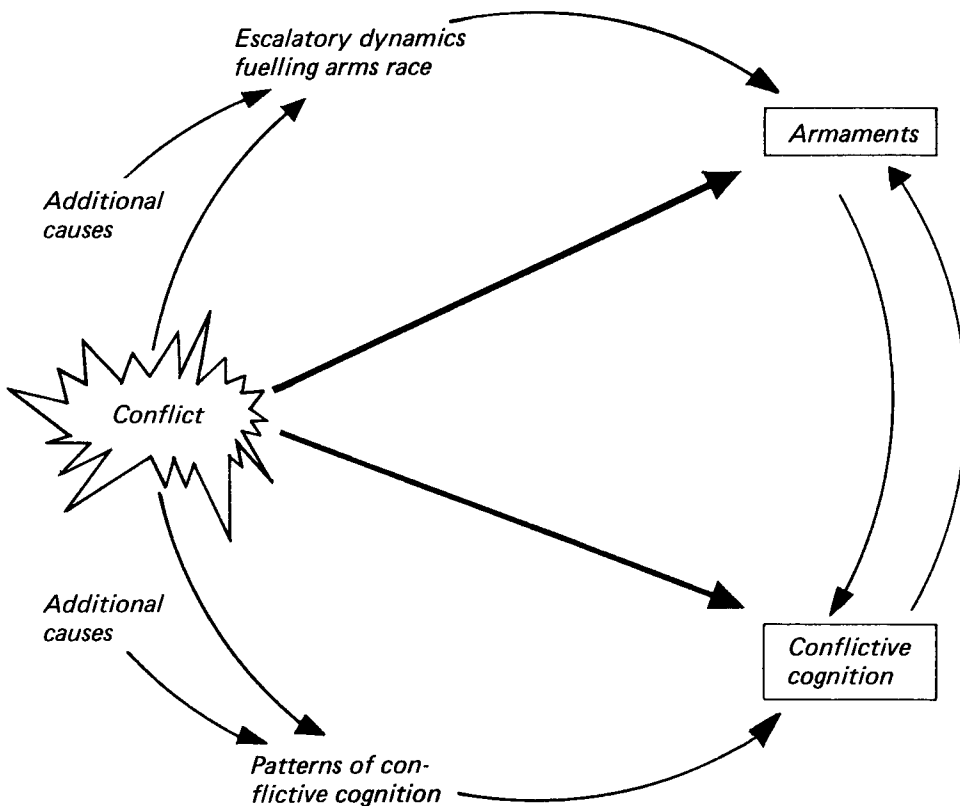 Escalatory dynamics
fuelling arms race
Armaments
Additional
causes
Conflict
Additional
causes
Conflictive
cognition
Patterns of con-
flictive cognition